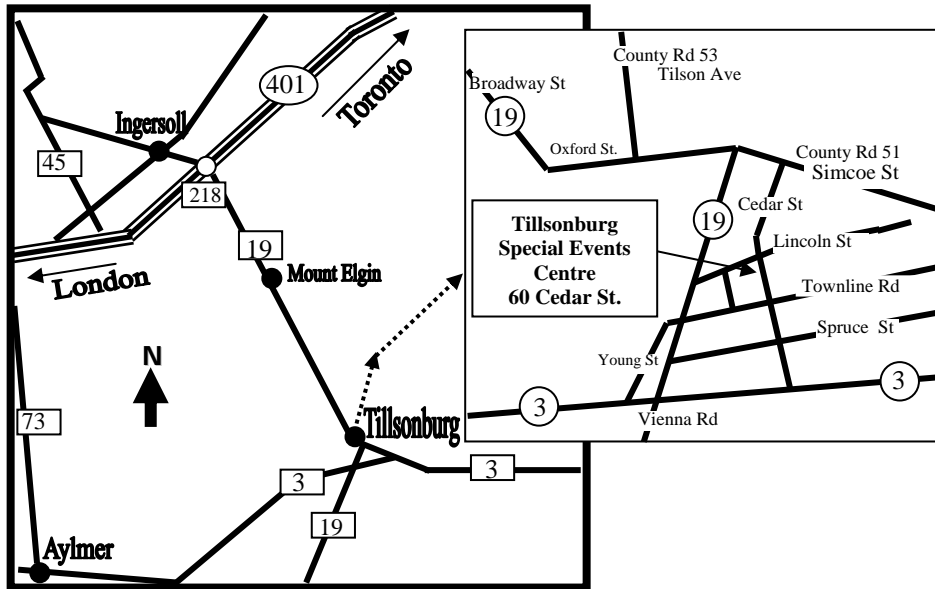 401
Toronto
Ingersoll
45
218
19
Mount Elgin
London
N
73
Tillsonburg
3
3
19
Aylmer
County Rd 53
Tilson Ave
Broadway St
19
Oxford St.
County Rd 51
Simcoe St
Cedar St
19
Tillsonburg
Special Events
Centre
60 Cedar St.
Lincoln St
Townline Rd
Spruce St
Young St
3
3
Vienna Rd